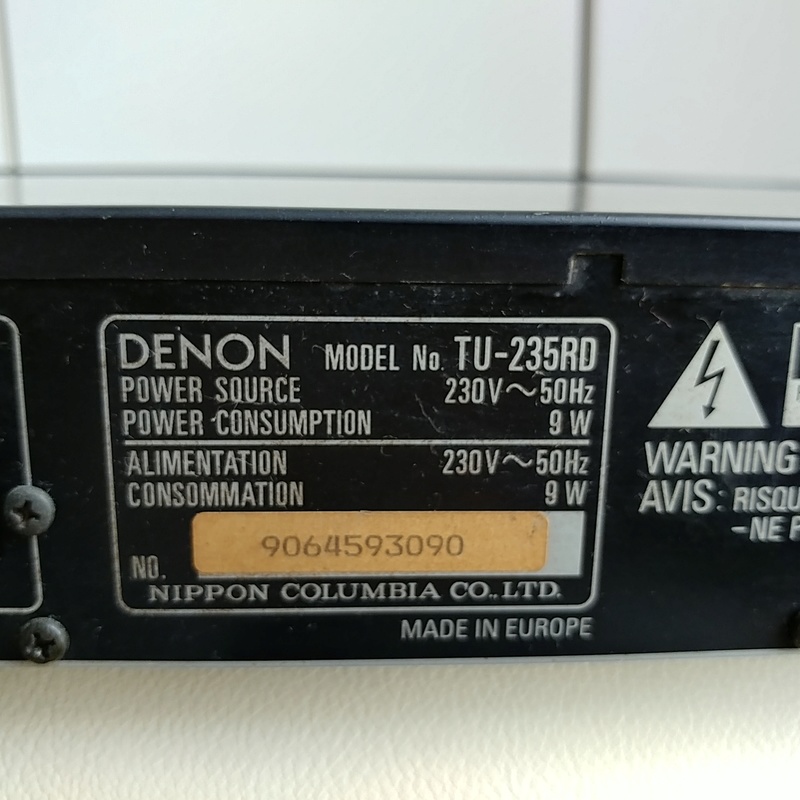 DENON MODEL No. TU-235RD
POWER SOURCE 230V～50Hz
POWER CONSUMPTION 9 W
ALIMENTATION 230V～50Hz
CONSOMMATION 9 W
NO. 9064593090
NIPPON COLUMBIA CO., LTD.
MADE IN EUROPE
WARNING
AVIS: RISQU
-NE